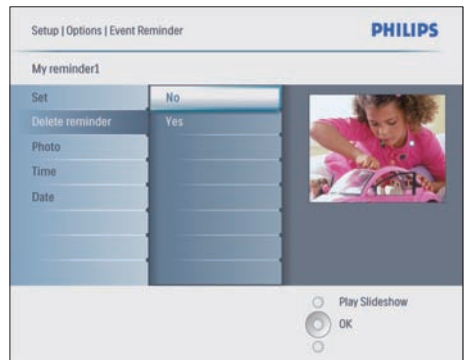 Setup | Options | Event Reminder
PHILIPS
My reminder1
Set
No
Delete reminder
Yes
Photo
Time
Date
Play Slideshow
OK